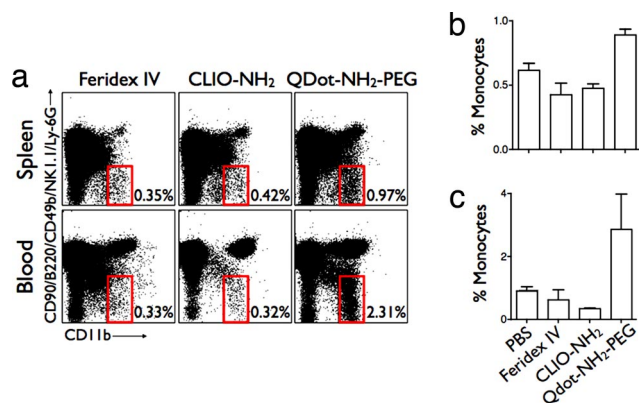 a
Feridex IV CLIO-NH2 QDot-NH2-PEG
CD90/B220/CD49b/NK1.1/Ly-6G
Spleen
0.35% 0.42% 0.97%
Blood
0.33% 0.32% 2.31%
CD11b
b
% Monocytes
1.0
0.5
0.0
c
% Monocytes
4
2
0
PBS
Feridex IV
CLIO-NH2
Qdot-NH2-PEG